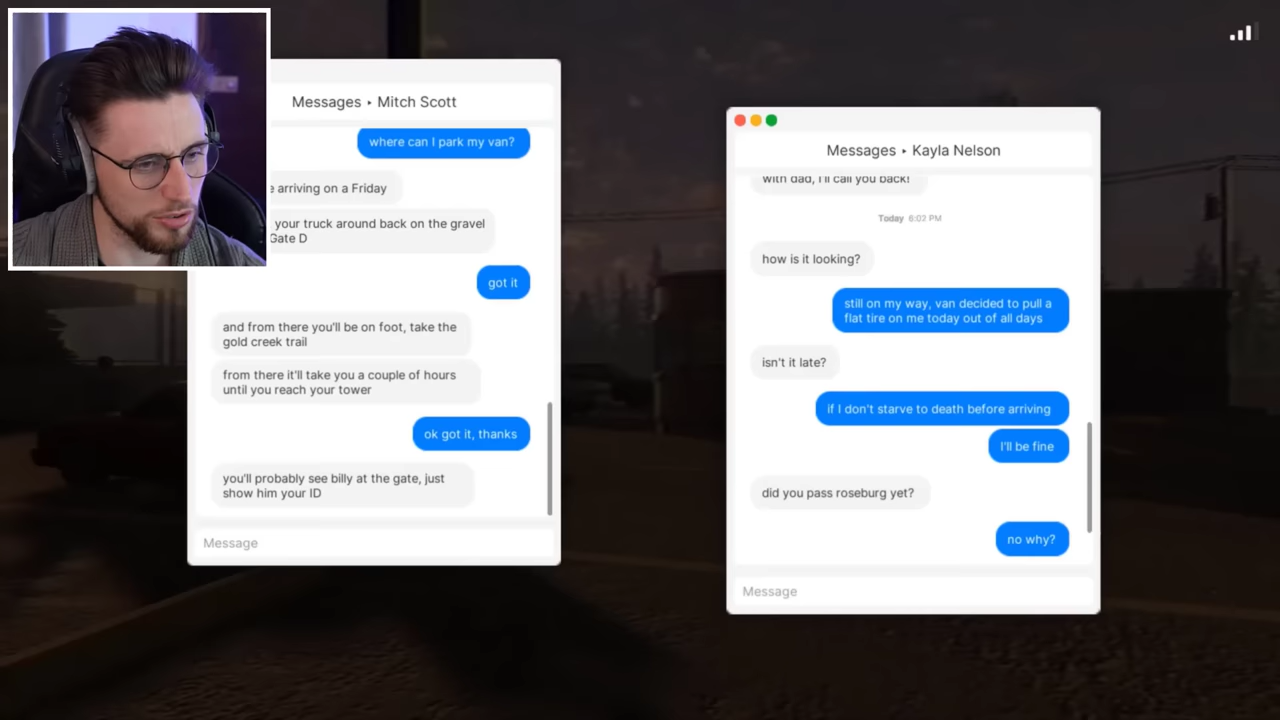 Messages ▸ Mitch Scott
where can I park my van?
arriving on a Friday
your truck around back on the gravel
Gate D
got it
and from there you'll be on foot, take the
gold creek trail
from there it'll take you a couple of hours
until you reach your tower
ok got it, thanks
you'll probably see billy at the gate, just
show him your ID
Message
Messages ▸ Kayla Nelson
with dad, I'll call you back!
Today 6:02 PM
how is it looking?
still on my way, van decided to pull a
flat tire on me today out of all days
isn't it late?
if I don't starve to death before arriving
I'll be fine
did you pass roseburg yet?
no why?
Message